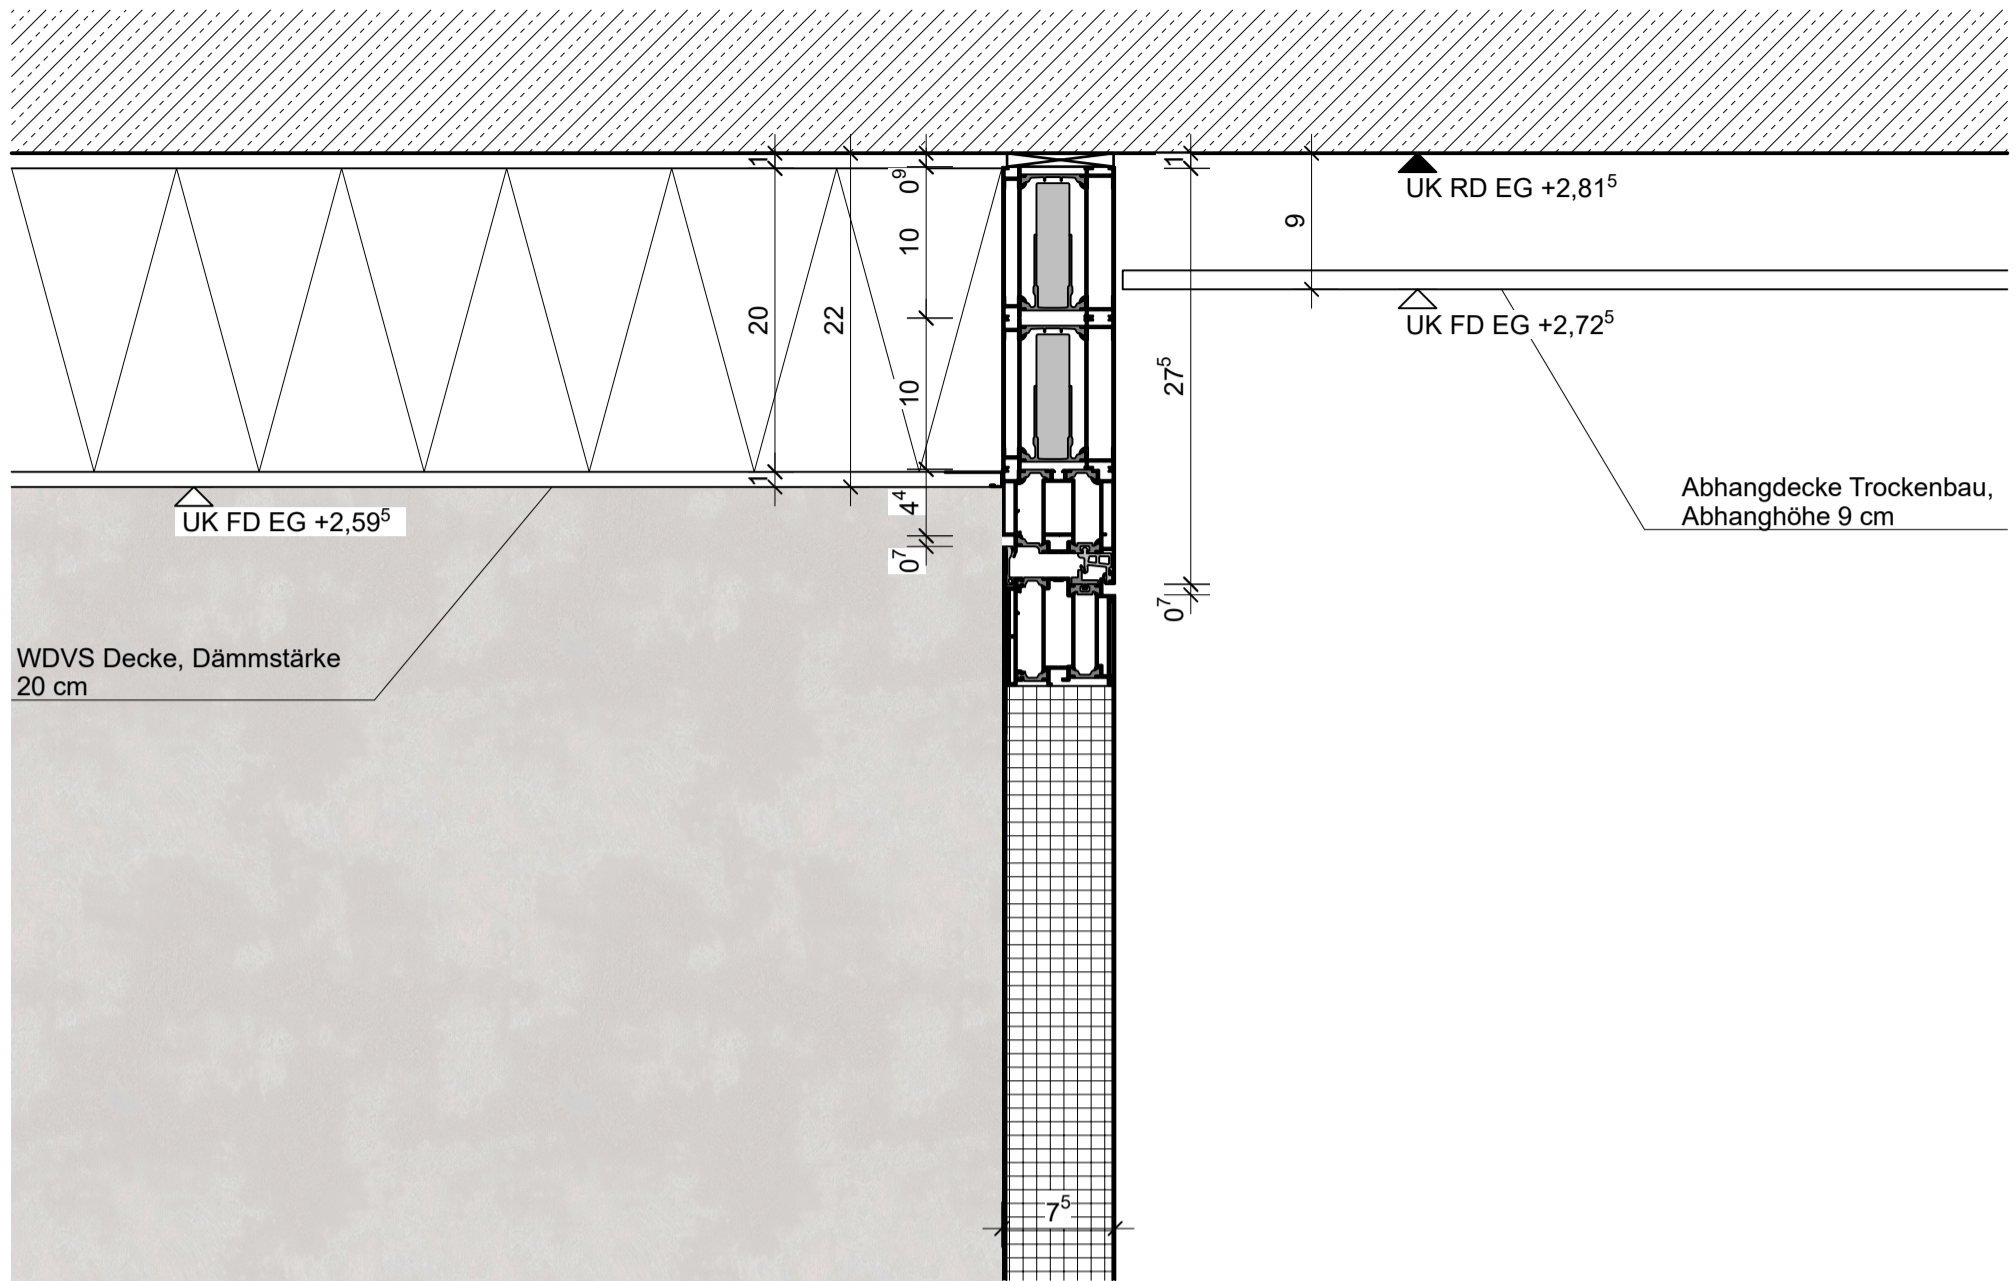 1
0⁹
1
UK RD EG +2,81⁵
9
10
20
22
UK FD EG +2,72⁵
27⁵
10
1
4⁴
Abhangdecke Trockenbau,
Abhanghöhe 9 cm
UK FD EG +2,59⁵
0⁷
0⁷
WDVS Decke, Dämmstärke
20 cm
7⁵